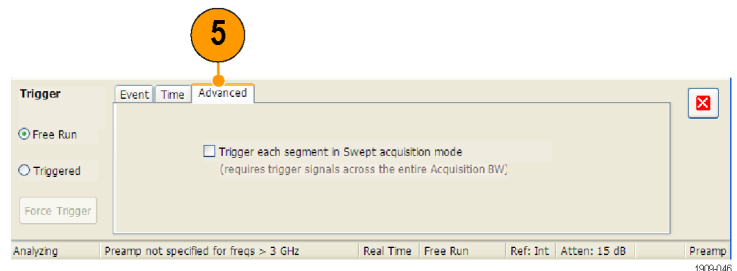 5
Trigger
Event Time Advanced
Free Run
Trigger each segment in Swept acquisition mode
Triggered
(requires trigger signals across the entire Acquisition BW)
Force Trigger
Analyzing Preamp not specified for freqs > 3 GHz Real Time Free Run Ref: Int Atten: 15 dB Preamp
1909-046